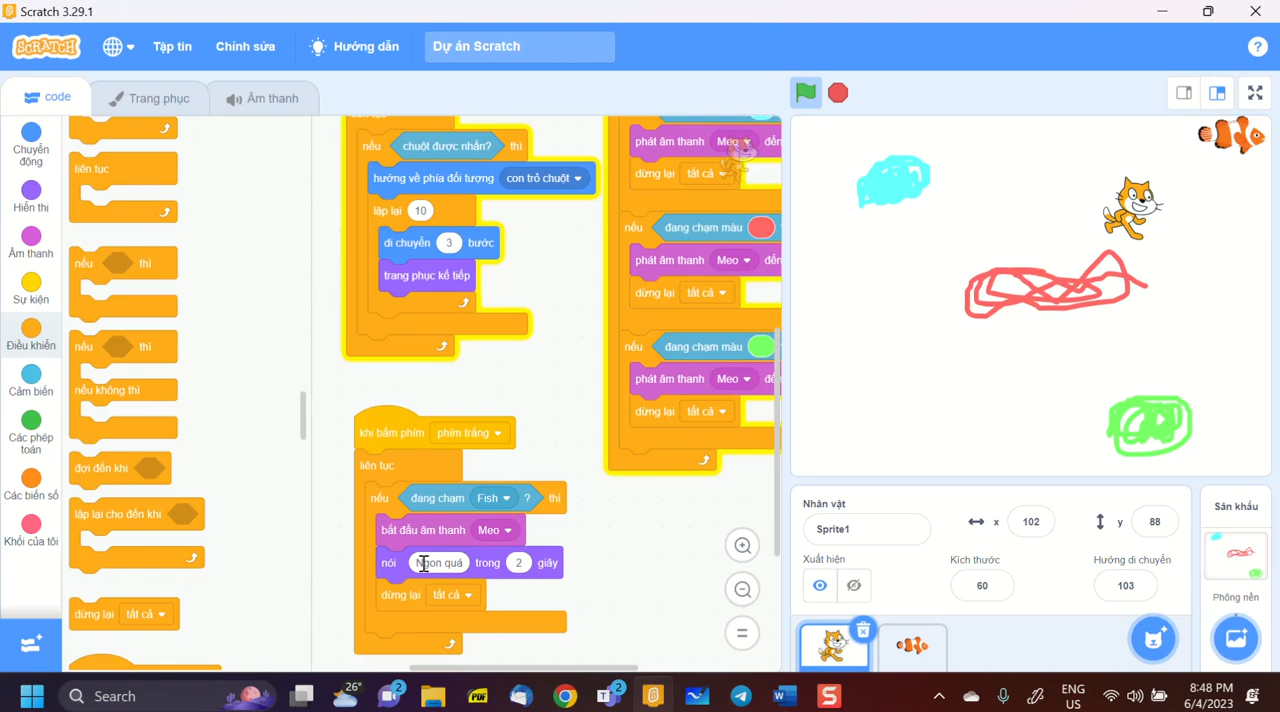 Scratch 3.29.1
SCRATCH Tập tin Chỉnh sửa Hướng dẫn Dự án Scratch ?
code Trang phục Âm thanh
Chuyển động
Hiển thị
Âm thanh
Sự kiện
Điều khiển
Cảm biến
Các phép toán
Các biến số
Khối của tôi
liên tục
nếu thì
nếu thì
nếu không thì
đợi đến khi
lặp lại cho đến khi
dừng lại tất cả
nếu chuột được nhấn? thì
hướng về phía đối tượng con trỏ chuột
lặp lại 10
di chuyển 3 bước
trang phục kế tiếp
khi bấm phím phím trắng
liên tục
nếu đang chạm Fish ? thì
bắt đầu âm thanh Meo
nói Ngon quá trong 2 giây
dừng lại tất cả
phát âm thanh Meo đến
dừng lại tất cả
nếu đang chạm màu
phát âm thanh Meo đến
dừng lại tất cả
nếu đang chạm màu
phát âm thanh Meo đến
dừng lại tất cả
Nhân vật
Sprite1 x 102 y 88
Xuất hiện Kích thước Hướng di chuyển
60 103
Sân khấu
Phông nền
Search 26° 2 PDF 2 ENG
US
8:48 PM
6/4/2023